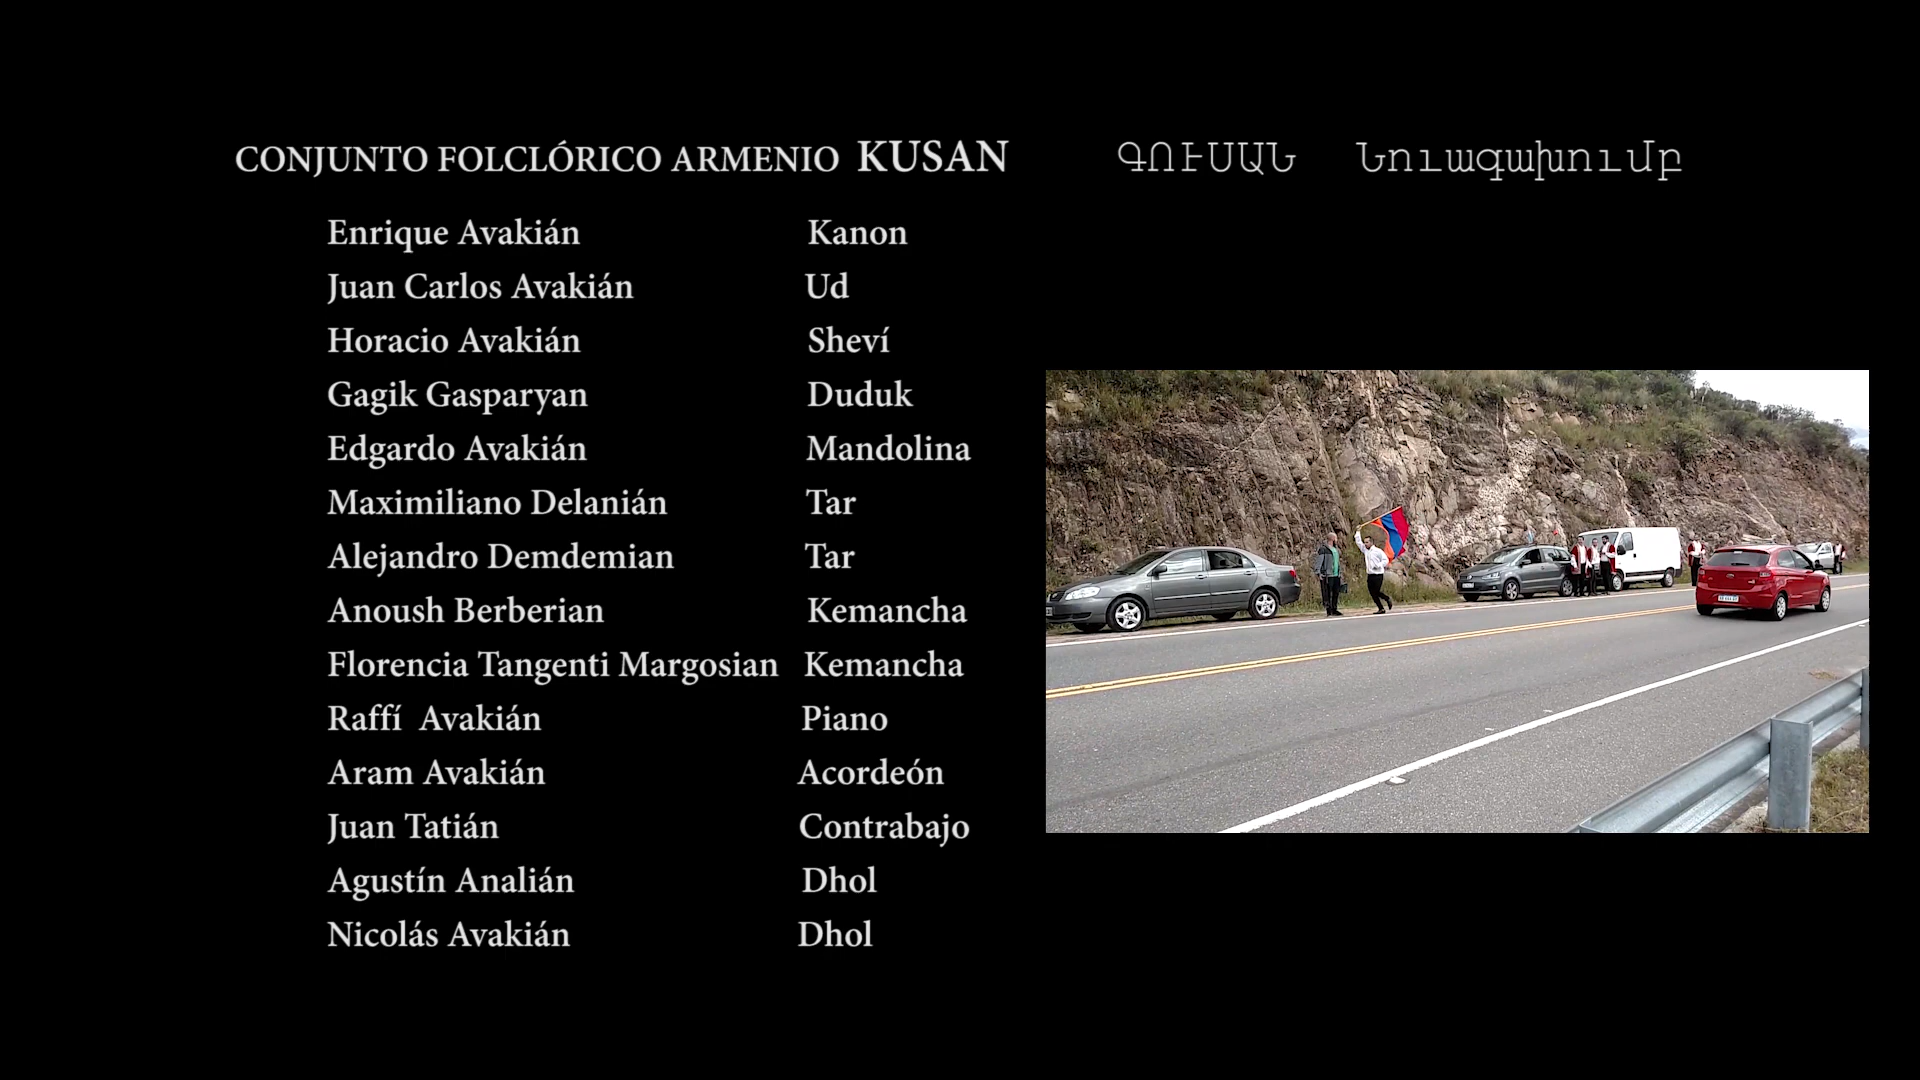 CONJUNTO FOLCLÓRICO ARMENIO KUSAN ԳՈՒՍԱՆ Նուագախումբ
Enrique Avakián Kanon
Juan Carlos Avakián Ud
Horacio Avakián Sheví
Gagik Gasparyan Duduk
Edgardo Avakián Mandolina
Maximiliano Delanián Tar
Alejandro Demdemian Tar
Anoush Berberian Kemancha
Florencia Tangenti Margosian Kemancha
Raffí Avakián Piano
Aram Avakián Acordeón
Juan Tatián Contrabajo
Agustín Analián Dhol
Nicolás Avakián Dhol